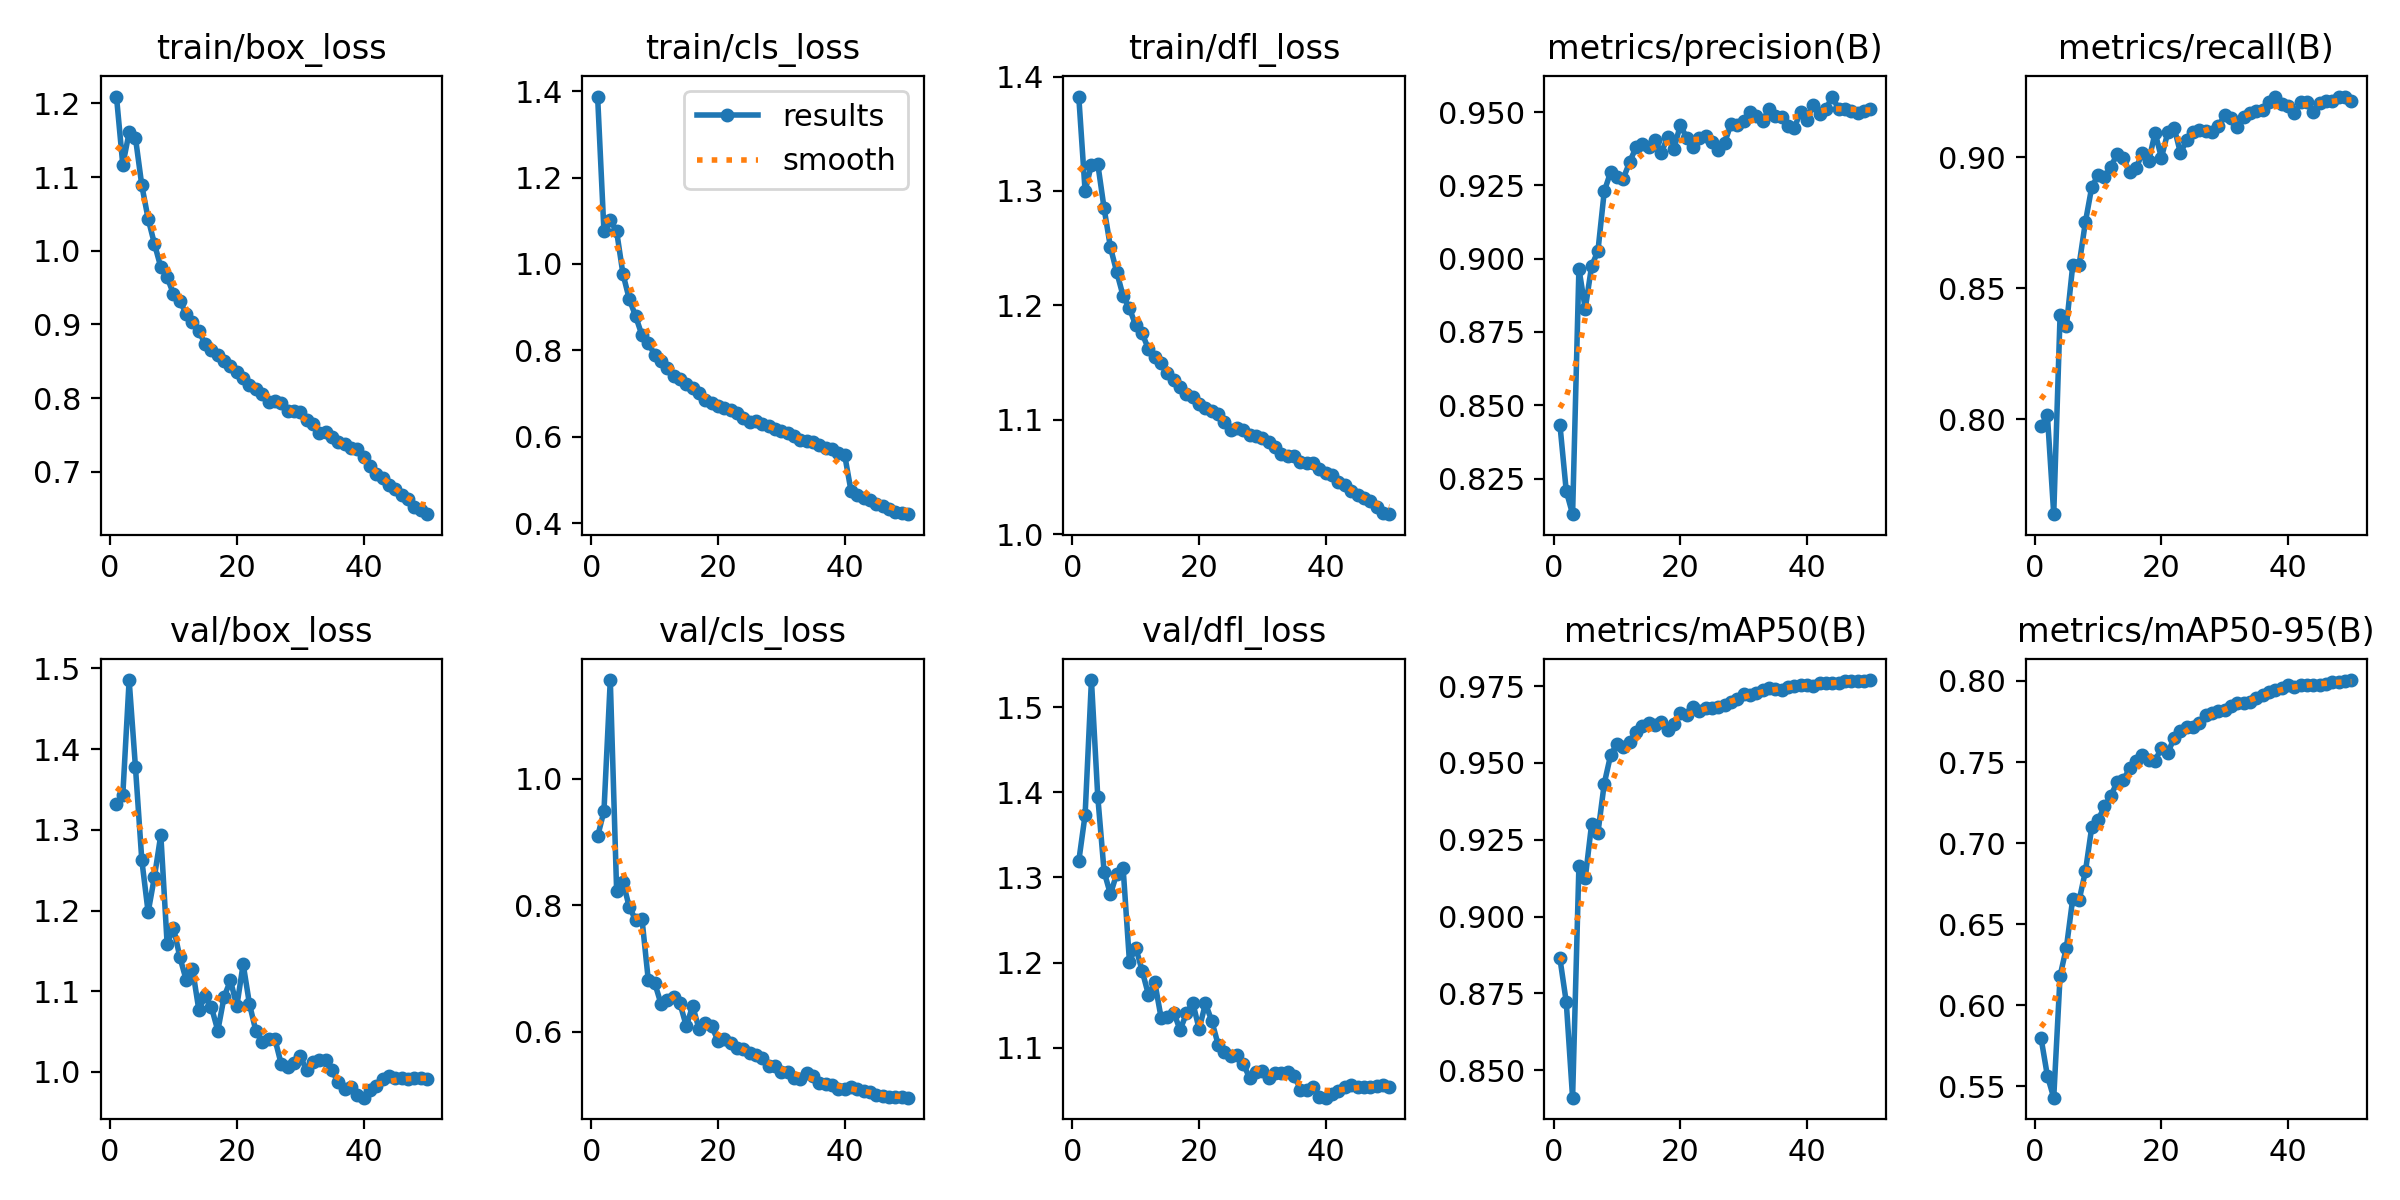 train/box_loss
1.2
1.1
1.0
0.9
0.8
0.7
0 20 40
train/cls_loss
results
smooth
1.4
1.2
1.0
0.8
0.6
0.4
0 20 40
train/dfl_loss
1.4
1.3
1.2
1.1
1.0
0 20 40
metrics/precision(B)
0.950
0.925
0.900
0.875
0.850
0.825
0 20 40
metrics/recall(B)
0.90
0.85
0.80
0 20 40
val/box_loss
1.5
1.4
1.3
1.2
1.1
1.0
0 20 40
val/cls_loss
1.0
0.8
0.6
0 20 40
val/dfl_loss
1.5
1.4
1.3
1.2
1.1
0 20 40
metrics/mAP50(B)
0.975
0.950
0.925
0.900
0.875
0.850
0 20 40
metrics/mAP50-95(B)
0.80
0.75
0.70
0.65
0.60
0.55
0 20 40